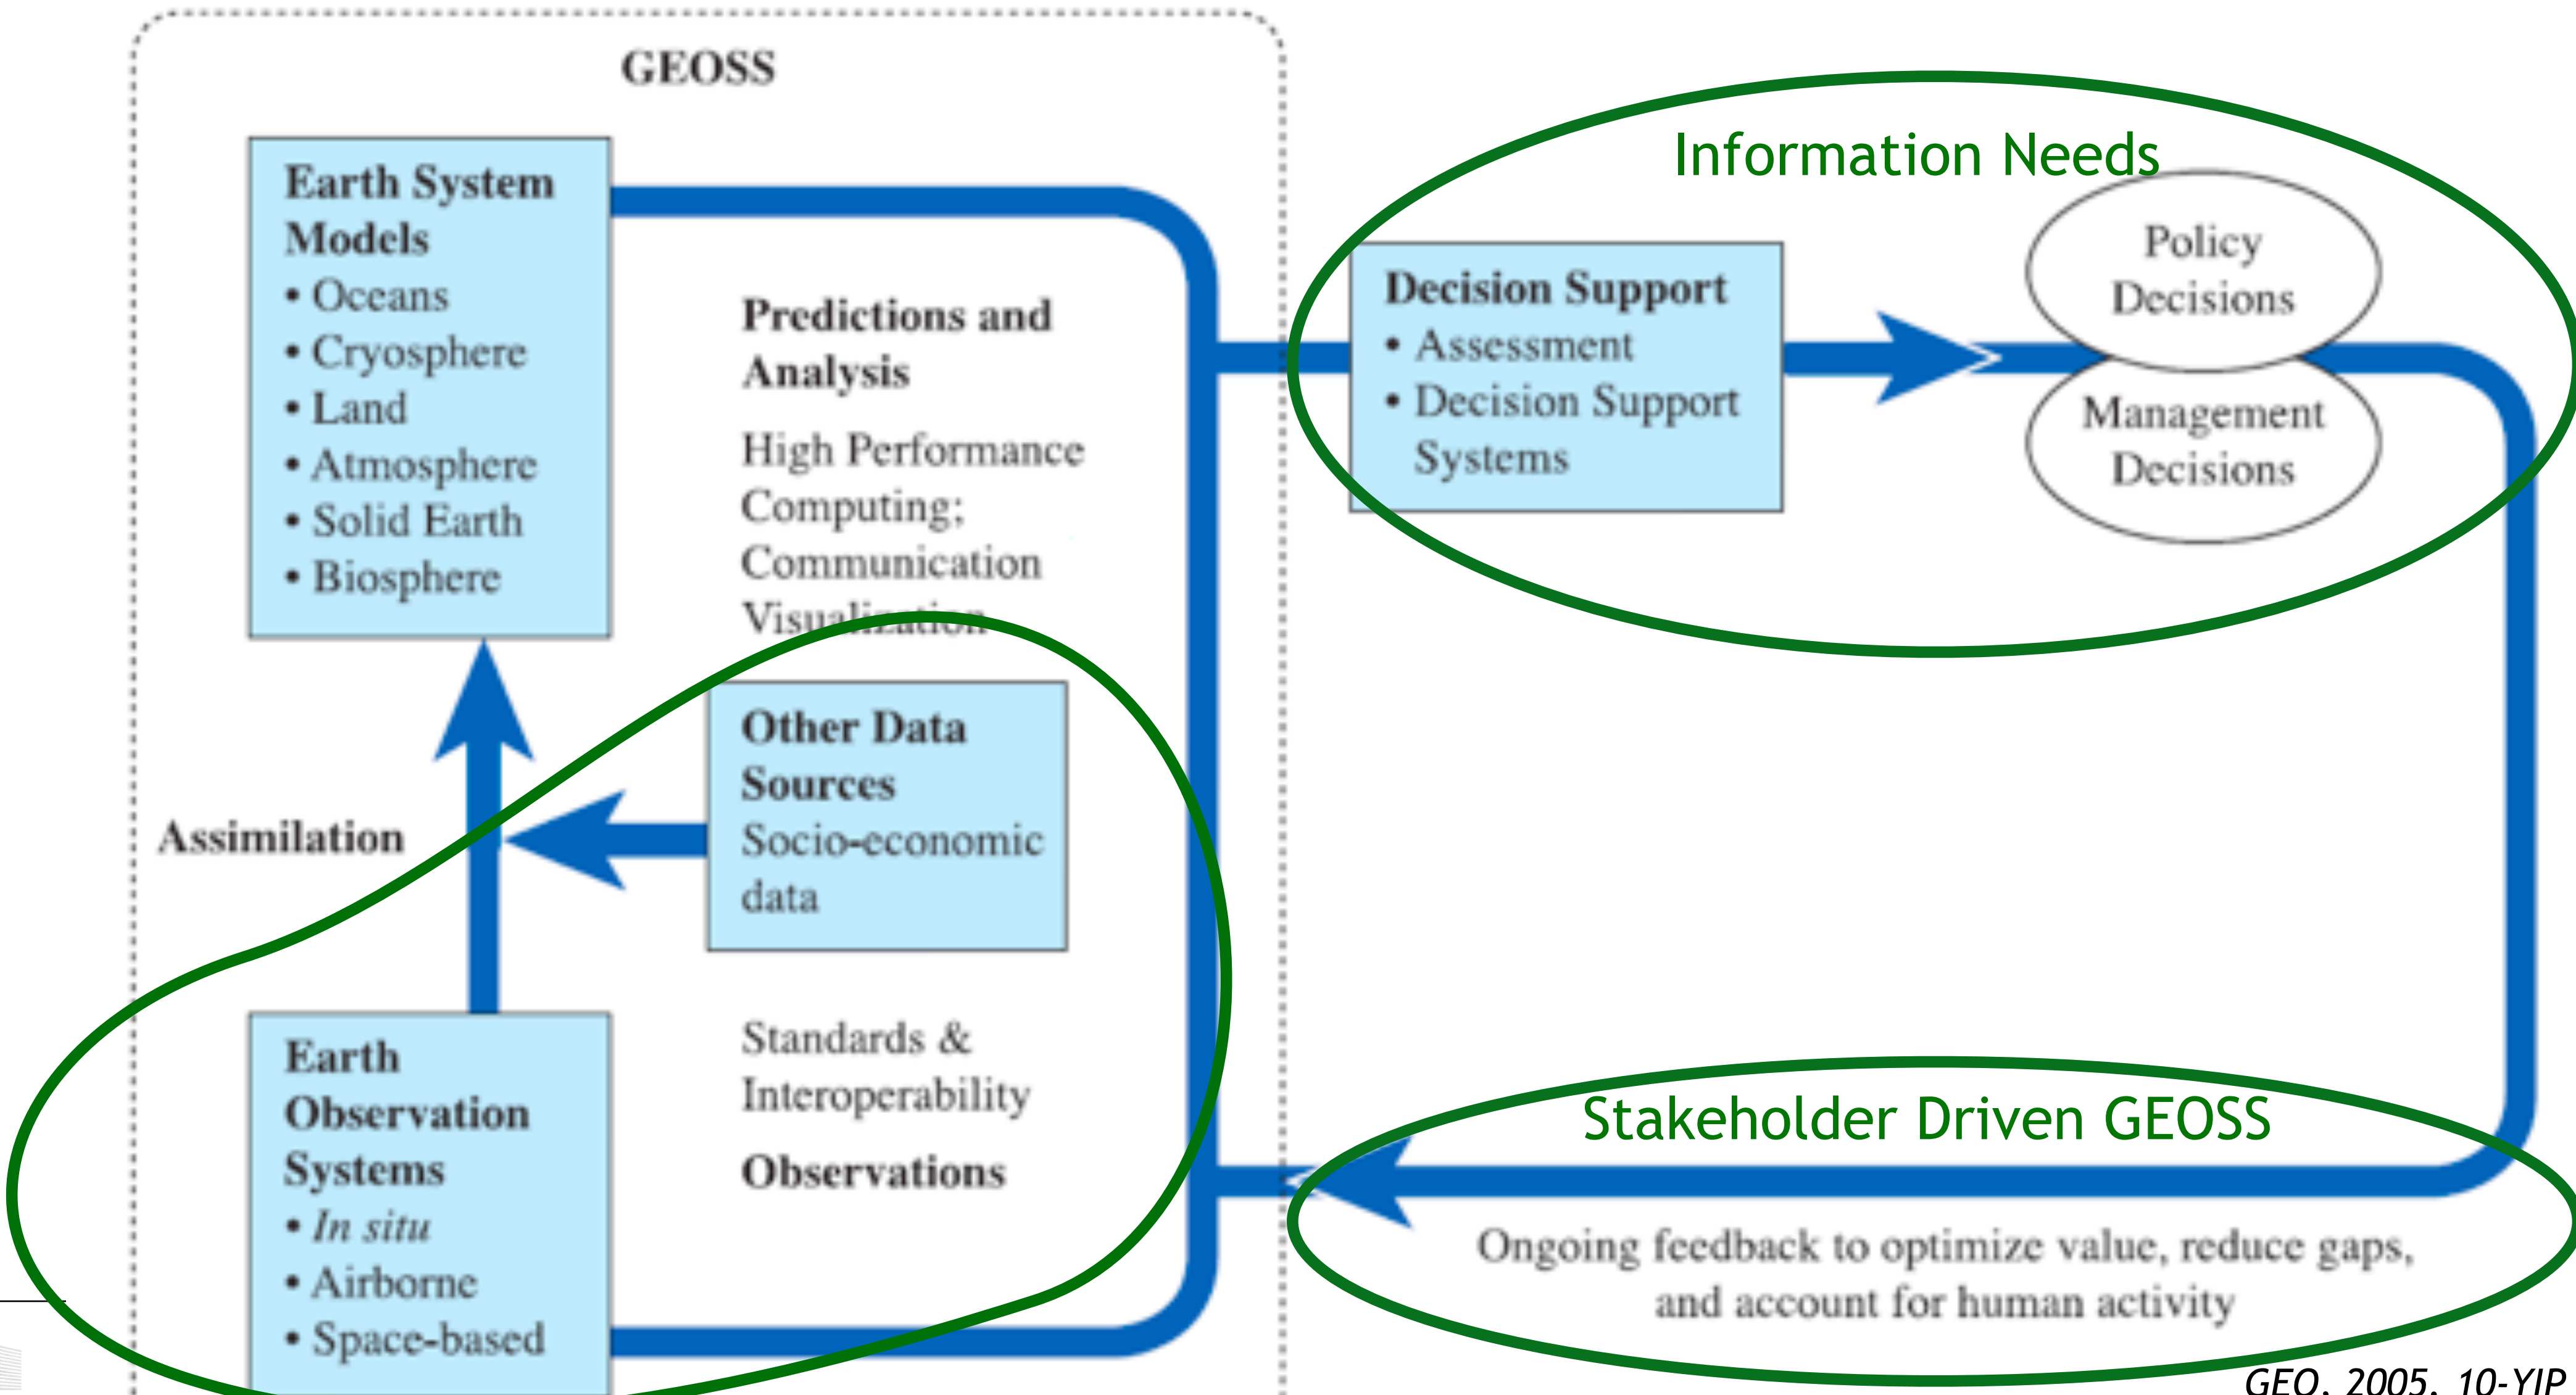 GEOSS
Earth System
Models
• Oceans
• Cryosphere
• Land
• Atmosphere
• Solid Earth
• Biosphere
Predictions and
Analysis
High Performance
Computing;
Communication
Visualization
Assimilation
Other Data
Sources
Socio-economic
data
Earth
Observation
Systems
• In situ
• Airborne
• Space-based
Standards &
Interoperability
Observations
Information Needs
Decision Support
• Assessment
• Decision Support
Systems
Policy
Decisions
Management
Decisions
Stakeholder Driven GEOSS
Ongoing feedback to optimize value, reduce gaps,
and account for human activity
GEO, 2005, 10-YIP